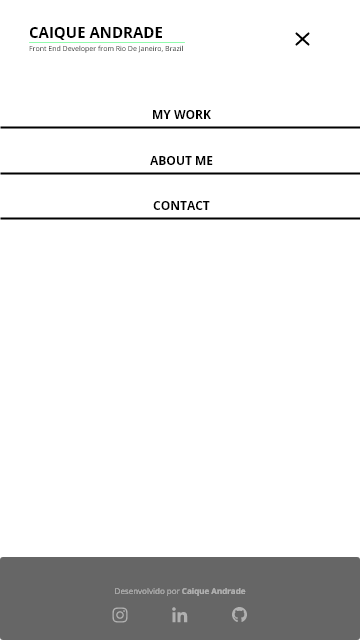 CAIQUE ANDRADE
Front End Developer from Rio De Janeiro, Brazil
MY WORK
ABOUT ME
CONTACT
Desenvolvido por Caique Andrade